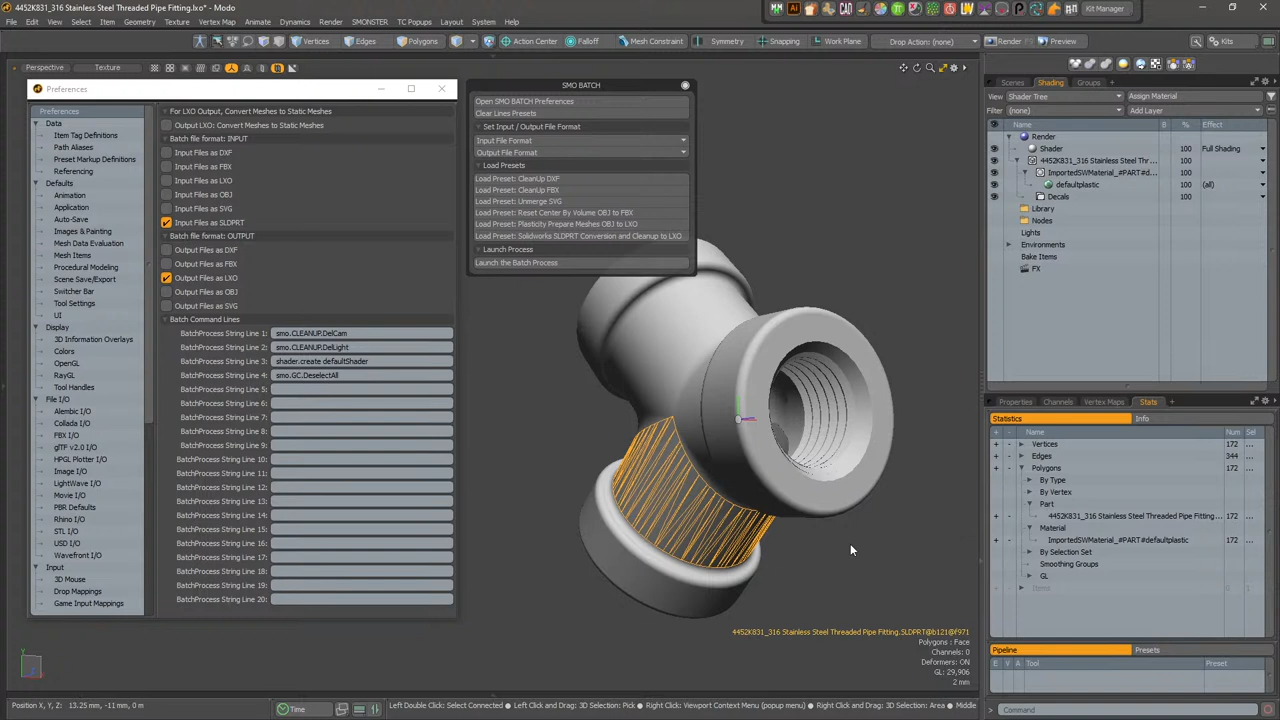 4452K831_316 Stainless Steel Threaded Pipe Fitting.lxo* - Modo
Kit Manager
File Edit View Select Item Geometry Texture Vertex Map Animate Dynamics Render SMONSTER TC Popups Layout System Help
Vertices Edges Polygons Action Center Falloff Mesh Constraint Symmetry Snapping Work Plane Drop Action: (none) Render Preview Kits
Perspective Texture
Preferences
Preferences
Data
Item Tag Definitions
Path Aliases
Preset Markup Definitions
Referencing
Defaults
Animation
Application
Auto-Save
Images & Painting
Mesh Data Evaluation
Mesh Items
Procedural Modeling
Scene Save/Export
Switcher Bar
Tool Settings
UI
Display
3D Information Overlays
Colors
OpenGL
RayGL
Tool Handles
File I/O
Alembic I/O
Collada I/O
FBX I/O
glTF v2.0 I/O
HPGL Plotter I/O
Image I/O
LightWave I/O
Movie I/O
PBR Defaults
Rhino I/O
STL I/O
USD I/O
Wavefront I/O
Input
3D Mouse
Drop Mappings
Game Input Mappings
For LXO Output, Convert Meshes to Static Meshes
Output LXO: Convert Meshes to Static Meshes
Batch file format: INPUT
Input Files as DXF
Input Files as FBX
Input Files as LXO
Input Files as OBJ
Input Files as SVG
Input Files as SLDPRT
Batch file format: OUTPUT
Output Files as DXF
Output Files as FBX
Output Files as LXO
Output Files as OBJ
Output Files as SVG
Batch Command Lines
BatchProcess String Line 1: smo.CLEANUP.DelCam
BatchProcess String Line 2: smo.CLEANUP.DelLight
BatchProcess String Line 3: shader.create defaultShader
BatchProcess String Line 4: smo.GC.DeselectAll
BatchProcess String Line 5:
BatchProcess String Line 6:
BatchProcess String Line 7:
BatchProcess String Line 8:
BatchProcess String Line 9:
BatchProcess String Line 10:
BatchProcess String Line 11:
BatchProcess String Line 12:
BatchProcess String Line 13:
BatchProcess String Line 14:
BatchProcess String Line 15:
BatchProcess String Line 16:
BatchProcess String Line 17:
BatchProcess String Line 18:
BatchProcess String Line 19:
BatchProcess String Line 20:
SMO BATCH
Open SMO BATCH Preferences
Clear Lines Presets
Set Input / Output File Format
Input File Format
Output File Format
Load Presets
Load Preset: CleanUp DXF
Load Preset: CleanUp FBX
Load Preset: Unmerge SVG
Load Preset: Reset Center By Volume OBJ to FBX
Load Preset: Plasticity Prepare Meshes OBJ to LXO
Load Preset: Solidworks SLDPRT Conversion and Cleanup to LXO
Launch Process
Launch the Batch Process
4452K831_316 Stainless Steel Threaded Pipe Fitting.SLDPRT@b121@f971
Polygons : Face
Channels: 0
Deformers: ON
GL: 29,906
2 mm
Scenes Shading Groups
View Shader Tree Assign Material
Filter (none) Add Layer
Name B % Effect
Render
Shader Full Shading
4452K831_316 Stainless Steel Thr...
ImportedSWMaterial_#PART#d...
defaultplastic (all)
Decals
Library
Nodes
Lights
Environments
Bake Items
FX
Properties Channels Vertex Maps Stats
Statistics Info
Name Num Sel
Vertices 172 ...
Edges 344 ...
Polygons 172 ...
By Type
By Vertex
Part
4452K831_316 Stainless Steel Threaded Pipe Fitting... 172 ...
Material
ImportedSWMaterial_#PART#defaultplastic 172 ...
By Selection Set
Smoothing Groups
GL
Items 0 1
Pipeline Presets
E V A Tool Preset
Position X, Y, Z: 13.25 mm, -11 mm, 0 m
Time
Left Double Click: Select Connected ● Left Click and Drag: 3D Selection: Pick ● Right Click: Viewport Context Menu (popup menu) ● Right Click and Drag: 3D Selection: Area ● Middle
Command